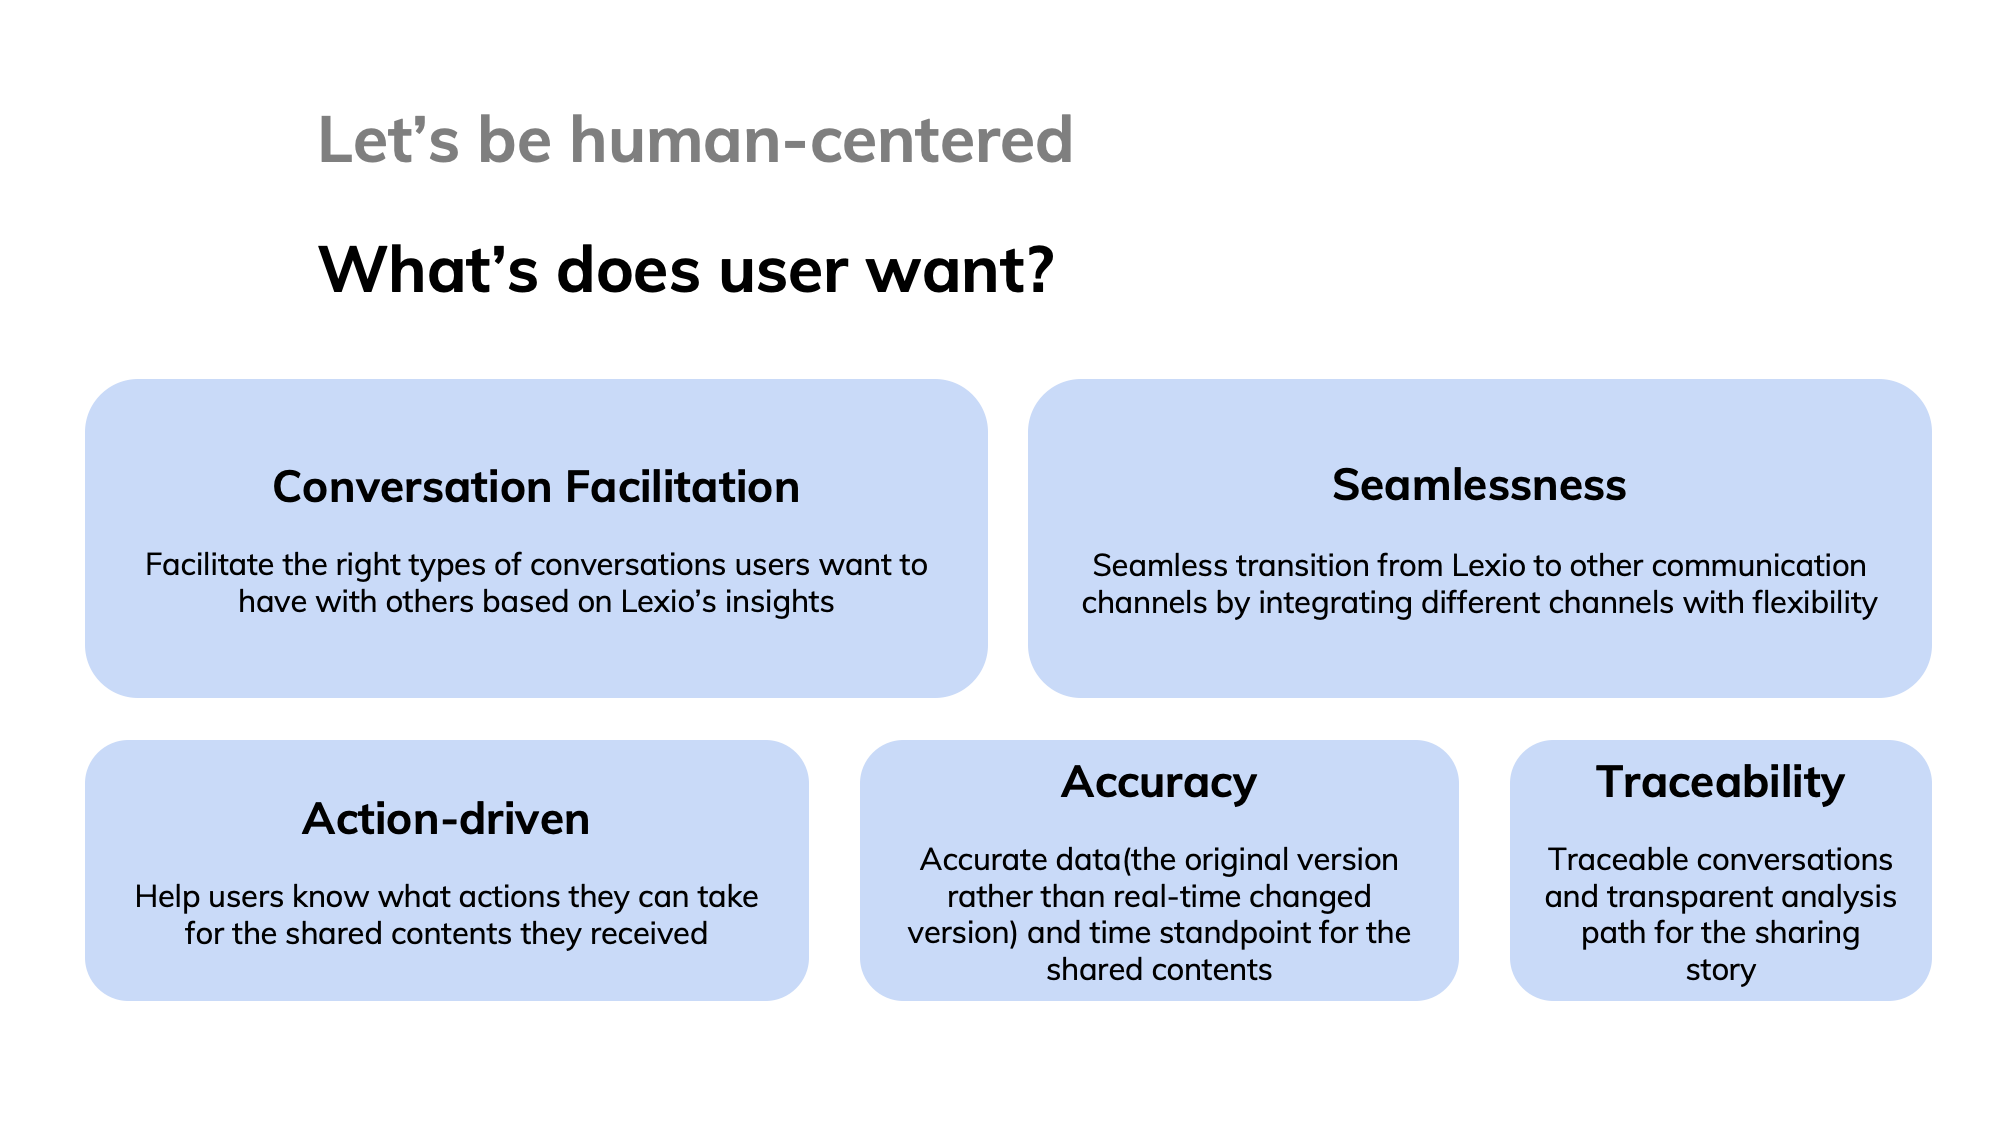 Let’s be human-centered
What’s does user want?
Conversation Facilitation
Facilitate the right types of conversations users want to
have with others based on Lexio’s insights
Seamlessness
Seamless transition from Lexio to other communication
channels by integrating different channels with flexibility
Action-driven
Help users know what actions they can take
for the shared contents they received
Accuracy
Accurate data(the original version
rather than real-time changed
version) and time standpoint for the
shared contents
Traceability
Traceable conversations
and transparent analysis
path for the sharing
story